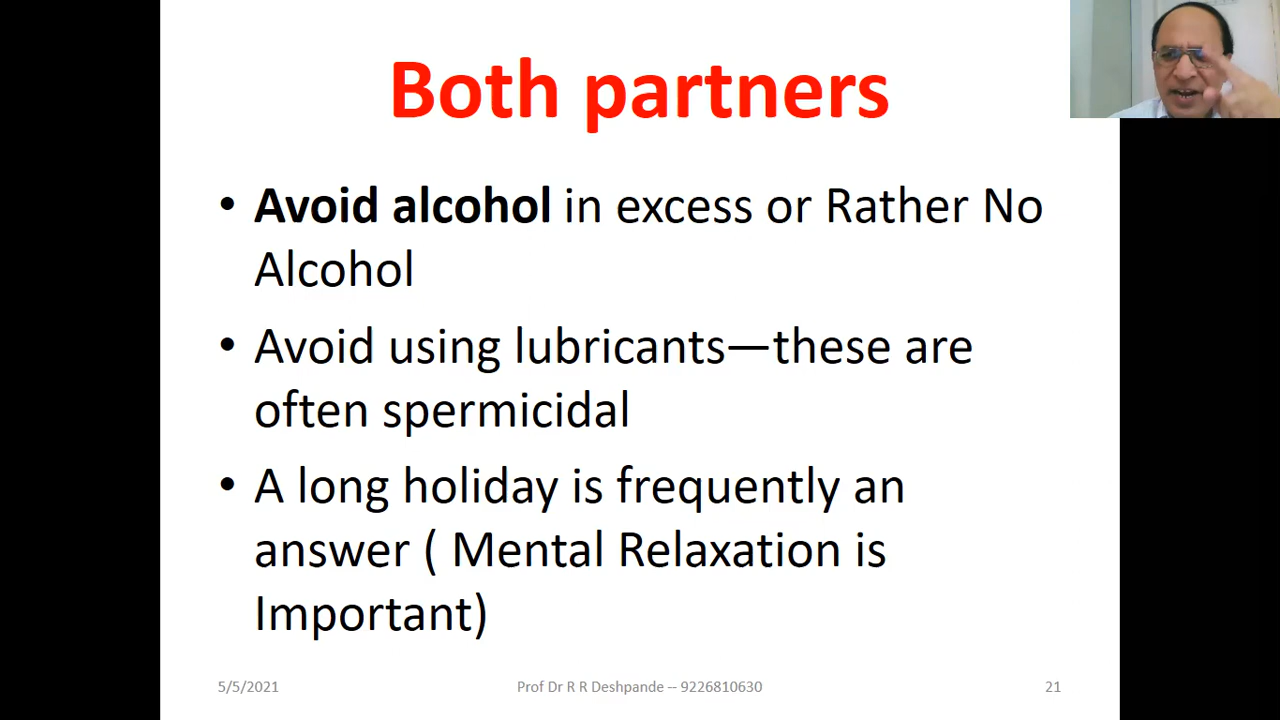 Both partners
• Avoid alcohol in excess or Rather No
Alcohol
• Avoid using lubricants—these are
often spermicidal
• A long holiday is frequently an
answer ( Mental Relaxation is
Important)
5/5/2021 Prof Dr R R Deshpande -- 9226810630 21